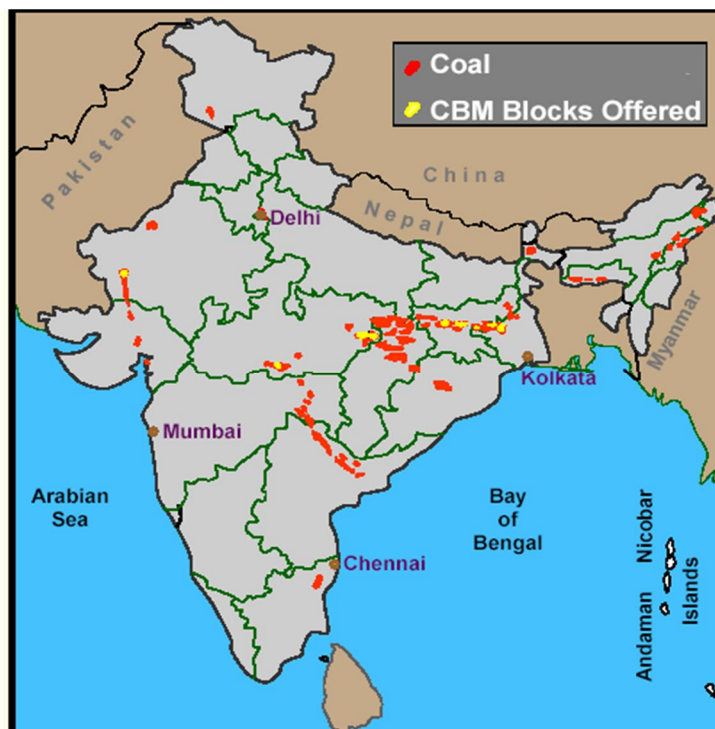 Coal
CBM Blocks Offered
Pakistan
China
Nepal
Delhi
Myanmar
Kolkata
Mumbai
Arabian
Sea
Bay
of
Bengal
Chennai
Andaman Nicobar
Islands